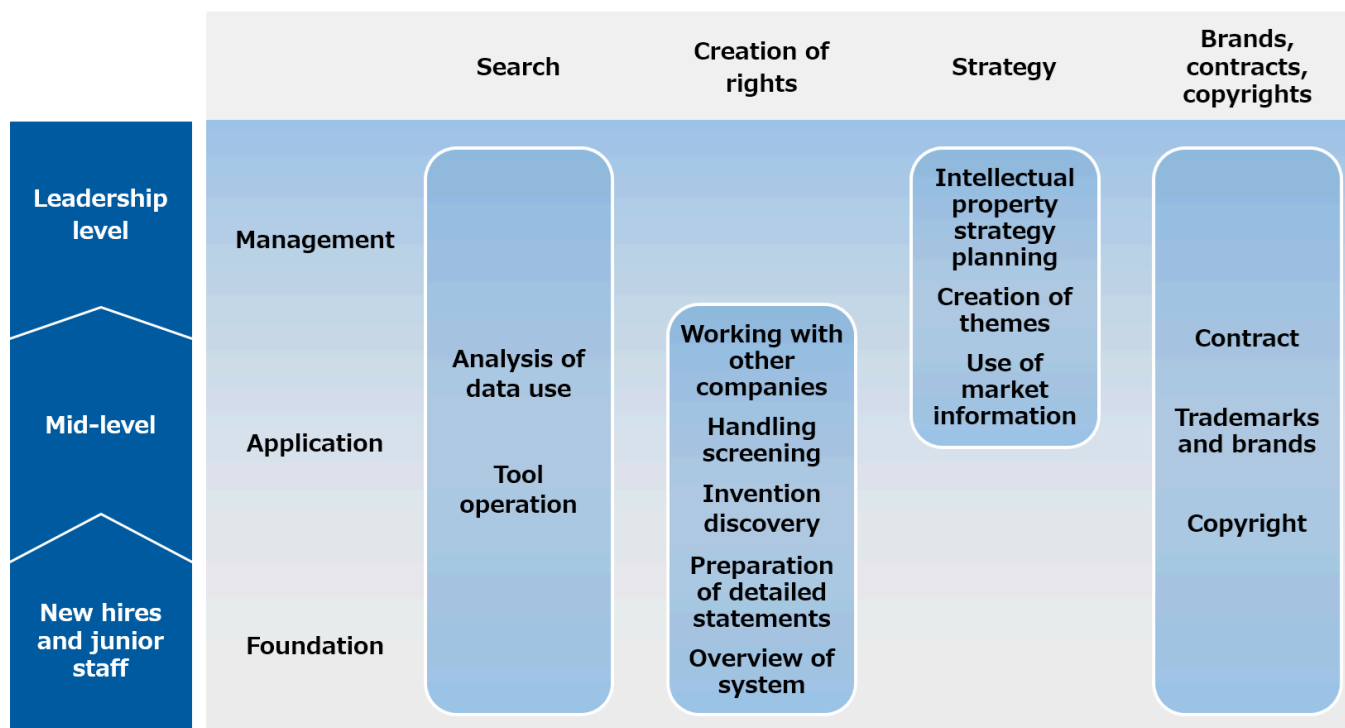 Search
Creation of
rights
Strategy
Brands,
contracts,
copyrights
Leadership
level
Mid-level
New hires
and junior
staff
Management
Application
Foundation
Analysis of
data use
Tool
operation
Working with
other
companies
Handling
screening
Invention
discovery
Preparation
of detailed
statements
Overview of
system
Intellectual
property
strategy
planning
Creation of
themes
Use of
market
information
Contract
Trademarks
and brands
Copyright